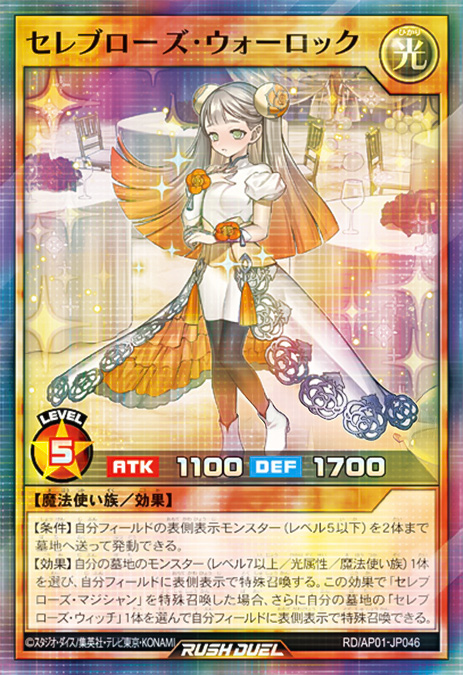 セレブローズ・ウォーロック
ひかり
光
LEVEL
5
ATK 1100 DEF 1700
【魔法使い族/効果】
【条件】自分フィールドの表側表示モンスター(レベル5以下)を2体まで
墓地へ送って発動できる。
【効果】自分の墓地のモンスター(レベル7以上/光属性/魔法使い族)1体
を選び、自分フィールドに表側表示で特殊召喚する。この効果で「セレブ
ローズ・マジシャン」を特殊召喚した場合、さらに自分の墓地の「セレブ
ローズ・ウィッチ」1体を選んで自分フィールドに表側表示で特殊召喚できる。
©スタジオ・ダイス/集英社・テレビ東京・KONAMI
RUSH DUEL
RD/AP01-JP046